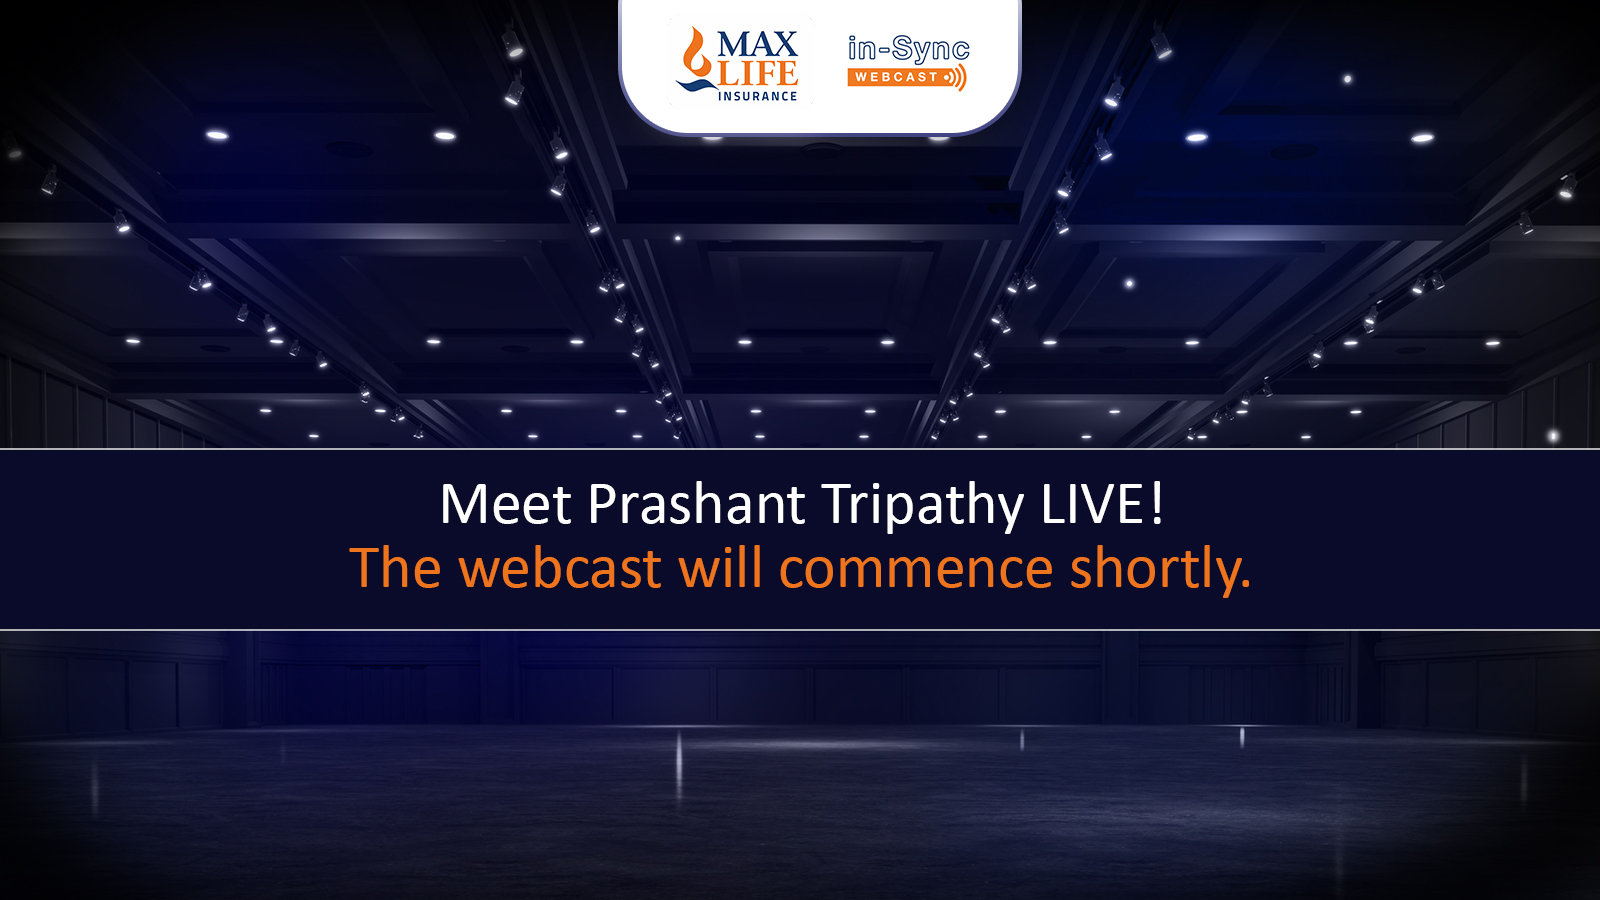 MAX
LIFE
INSURANCE
in-Sync
WEBCAST
Meet Prashant Tripathy LIVE!
The webcast will commence shortly.